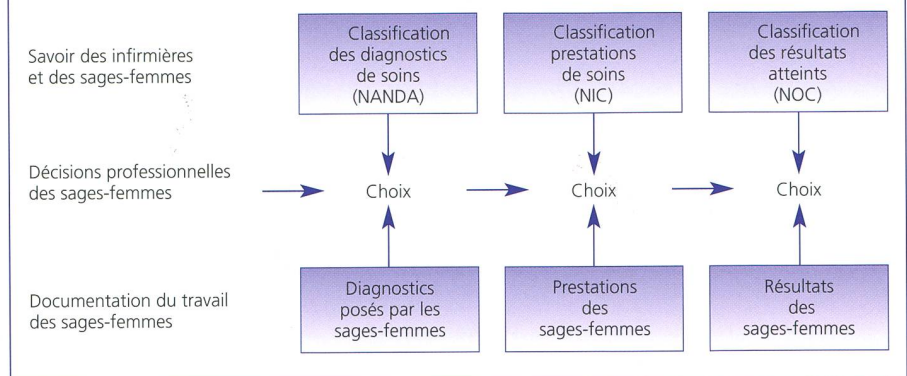 Savoir des infirmières
et des sages-femmes
Classification
des diagnostics
de soins
(NANDA)
Classification
prestations
de soins
(NIC)
Classification
des résultats
atteints
(NOC)
Décisions professionnelles
des sages-femmes
Choix
Choix
Choix
Documentation du travail
des sages-femmes
Diagnostics
posés par les
sages-femmes
Prestations
des
sages-femmes
Résultats
des
sages-femmes